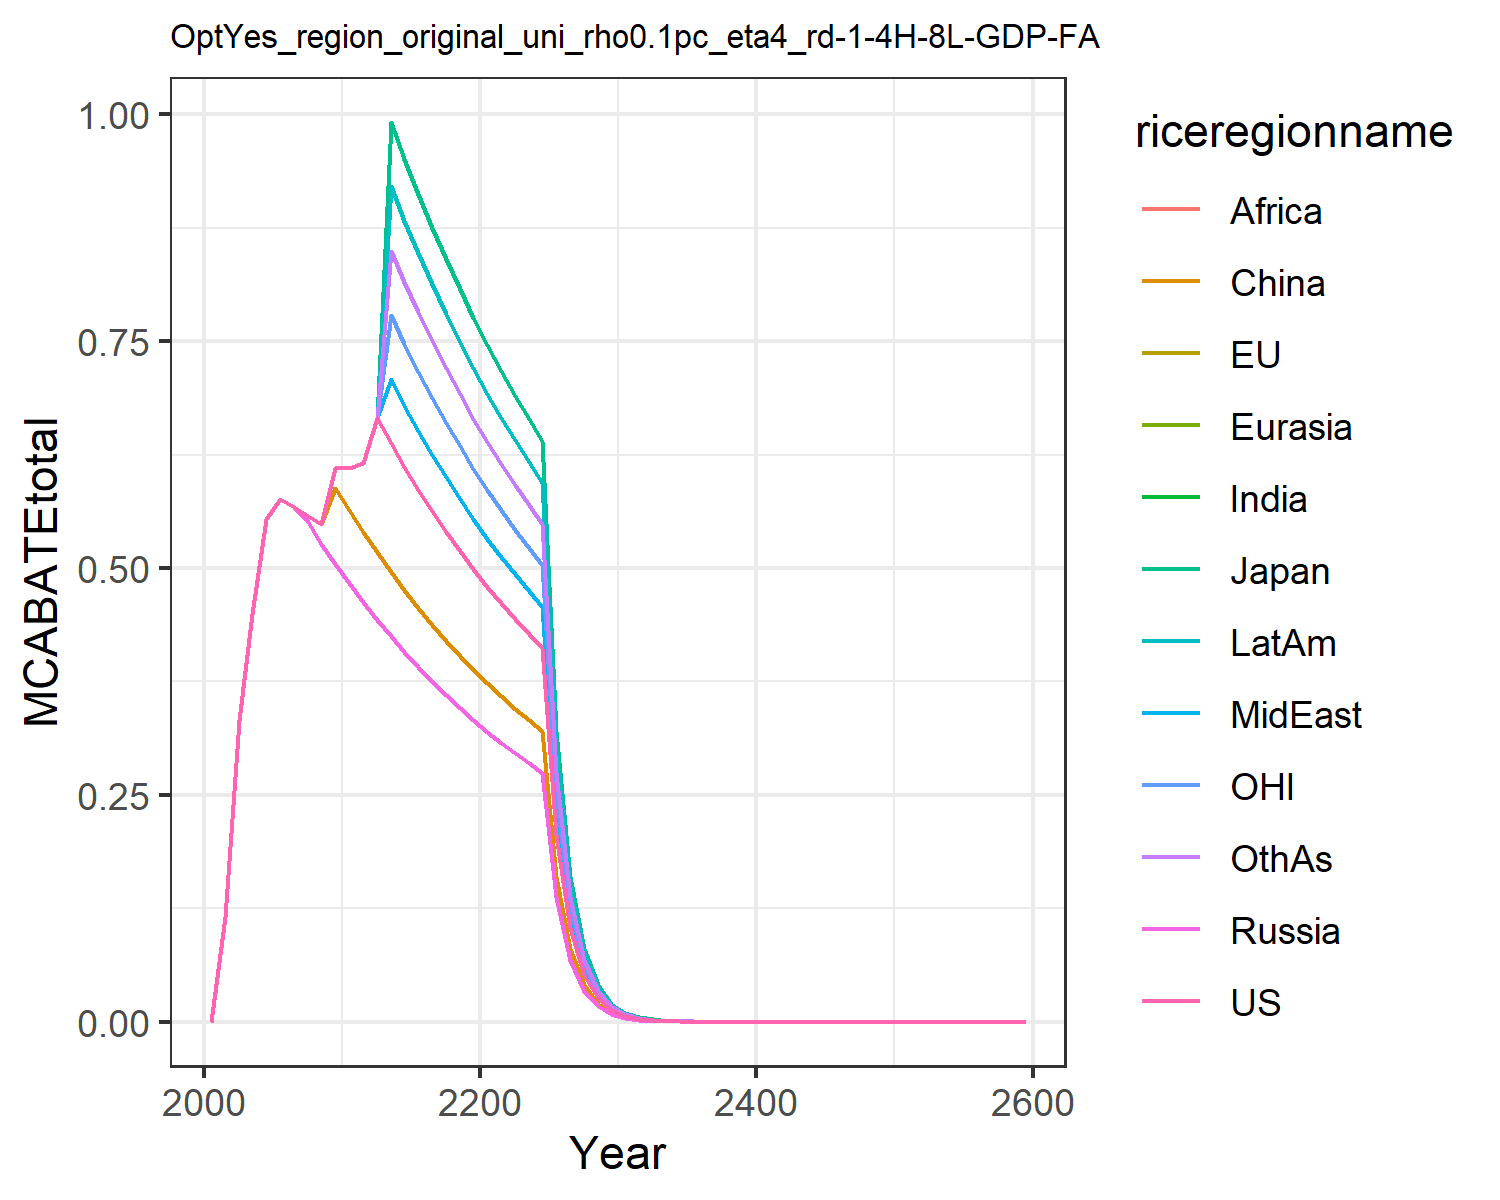 OptYes_region_original_uni_rho0.1pc_eta4_rd-1-4H-8L-GDP-FA
MCABATEtotal
1.00
0.75
0.50
0.25
0.00
2000
2200
2400
2600
Year
riceregionname
Africa
China
EU
Eurasia
India
Japan
LatAm
MidEast
OHI
OthAs
Russia
US